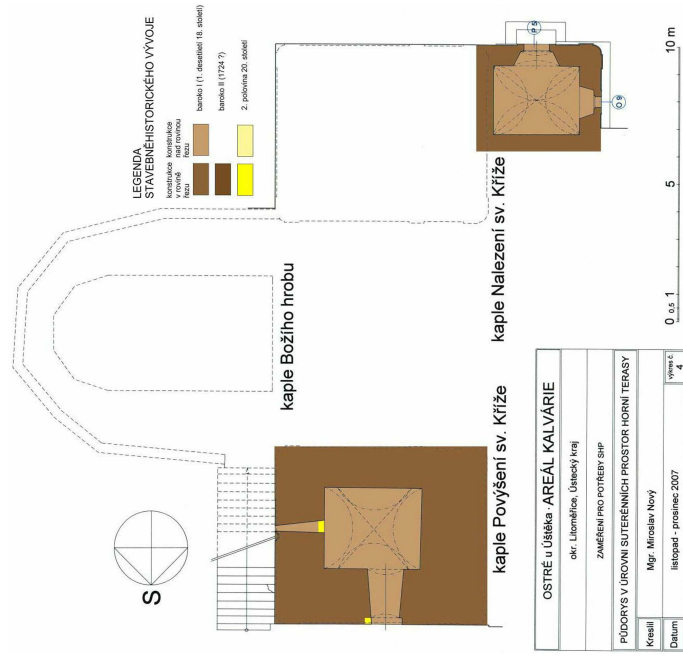 LEGENDA
STAVEBNĚHISTORICKÉHO VÝVOJE
konstrukce v rovině řezu
konstrukce nad rovinou řezu
baroko I (1. desetiletí 18. století)
baroko II (1724 ?)
2. polovina 20. století
S
kaple Božího hrobu
kaple Povýšení sv. Kříže
kaple Nalezení sv. Kříže
P 5
O 9
0 0,5 1 5 10 m
OSTRÉ u Úštěka - AREÁL KALVÁRIE
okr. Litoměřice, Ústecký kraj
ZAMĚŘENÍ PRO POTŘEBY SHP
PŮDORYS V ÚROVNI SUTERÉNNÍCH PROSTOR HORNÍ TERASY
Kreslil Mgr. Miroslav Nový
Datum listopad - prosinec 2007
výkres č.
4